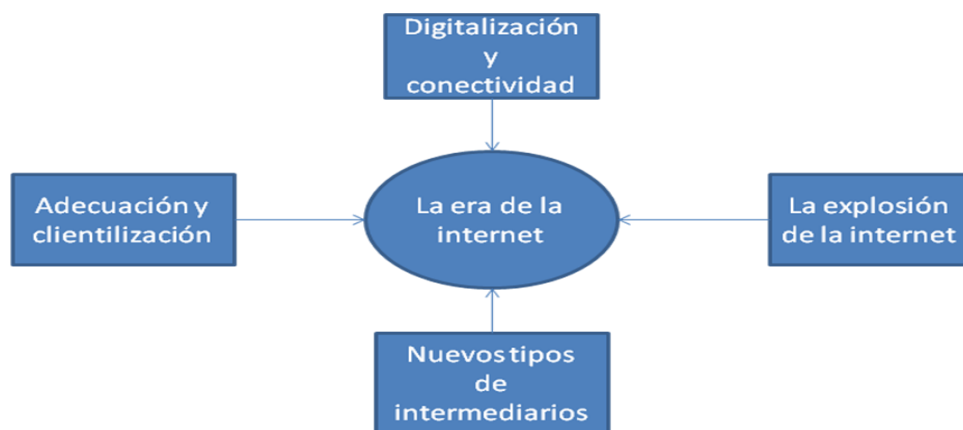 Digitalización
y
conectividad
Adecuación y
clientilización
La era de la
internet
La explosión
de la internet
Nuevos tipos
de
intermediarios